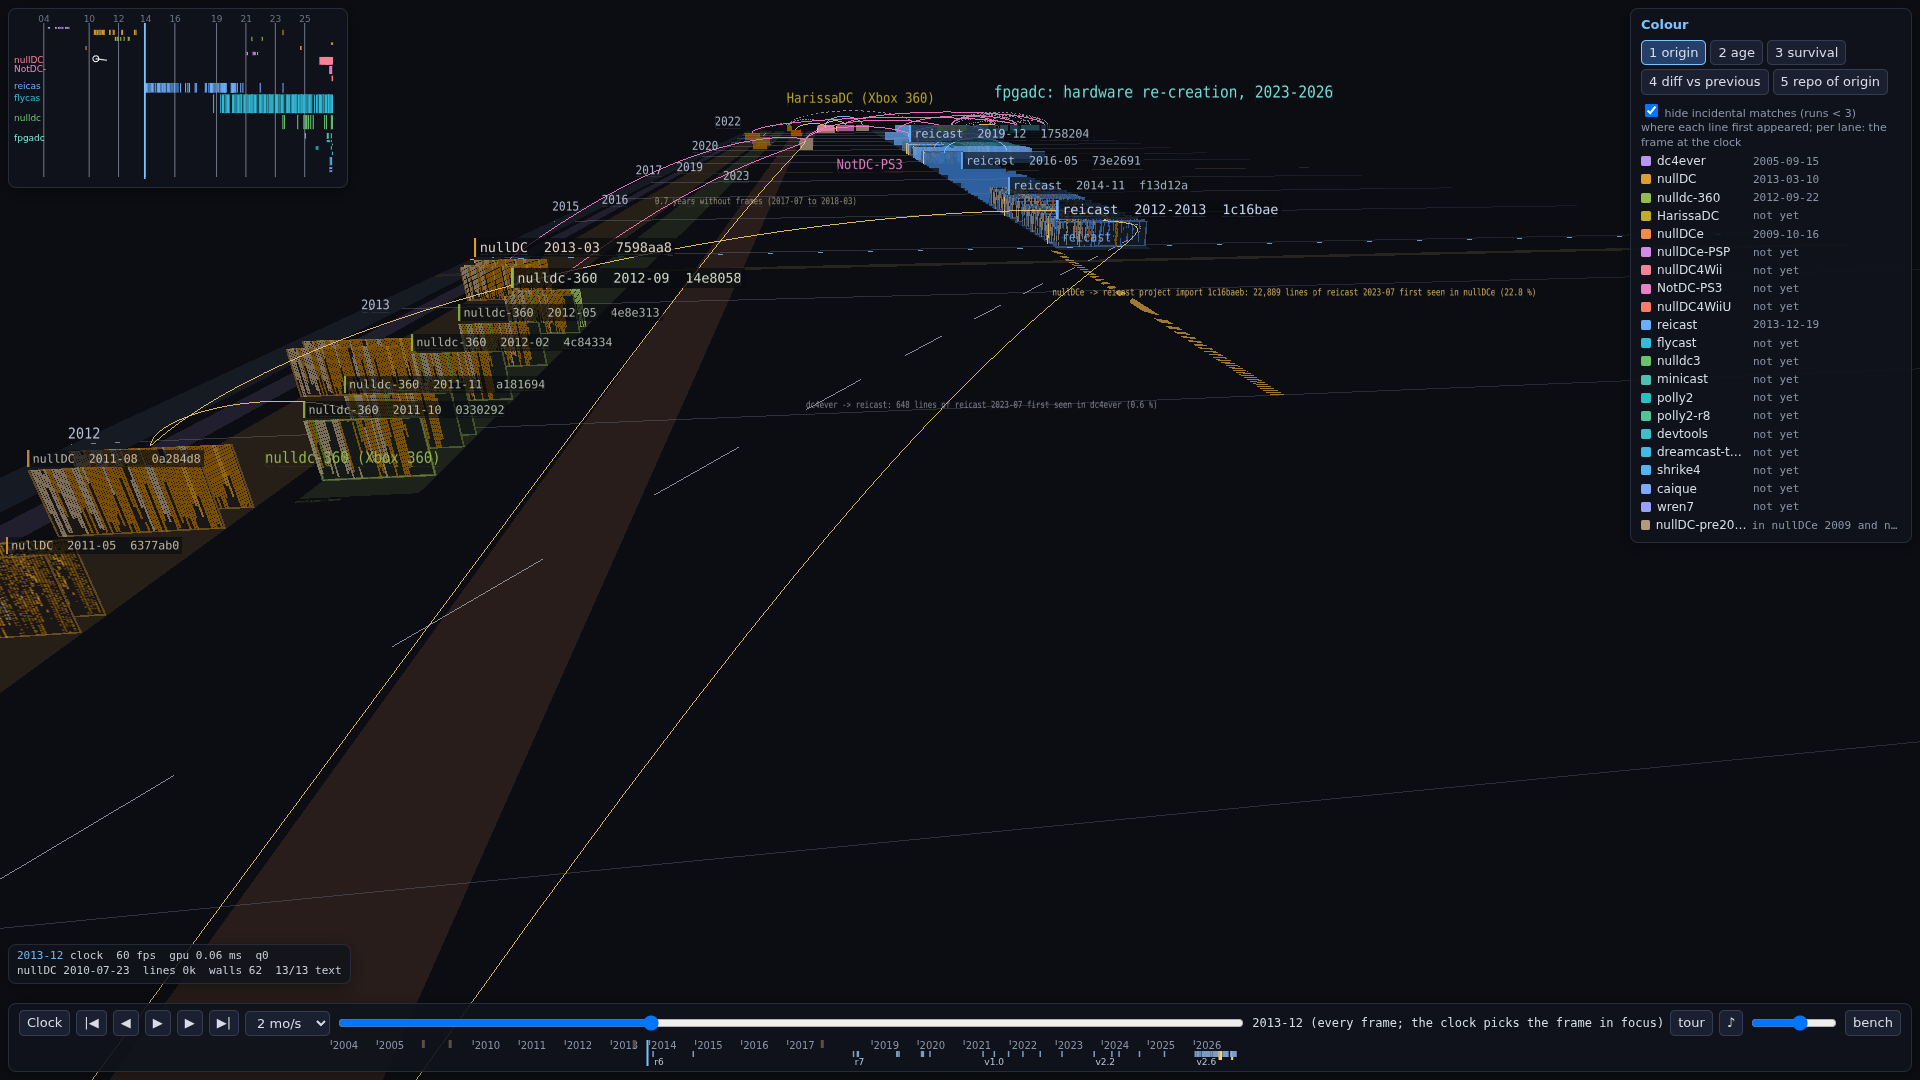 04 10 12 14 16 19 21 23 25
nullDC
NotDC-
reicas
flycas
nulldc
fpgadc
HarissaDC (Xbox 360)
fpgadc: hardware re-creation, 2023-2026
2022
reicast 2019-12 1758204
2020
NotDC-PS3
reicast 2016-05 73e2691
2017
2019
2023
reicast 2014-11 f13d12a
2016
0.7 years without frames (2017-07 to 2018-03)
2015
reicast 2012-2013 1c16bae
reicast
nullDC 2013-03 7598aa8
nulldc-360 2012-09 14e8058
nullDCe -> reicast project import 1c16baeb: 22,889 lines of reicast 2023-07 first seen in nullDCe (22.8 %)
2013
nulldc-360 2012-05 4e8e313
nulldc-360 2012-02 4c84334
nulldc-360 2011-11 a181694
nulldc-360 2011-10 0330292
dc4ever -> reicast: 648 lines of reicast 2023-07 first seen in dc4ever (0.6 %)
2012
nullDC 2011-08 0a284d8
nulldc-360 (Xbox 360)
nullDC 2011-05 6377ab0
Colour
1 origin 2 age 3 survival
4 diff vs previous 5 repo of origin
hide incidental matches (runs < 3)
where each line first appeared; per lane: the
frame at the clock
dc4ever 2005-09-15
nullDC 2013-03-10
nulldc-360 2012-09-22
HarissaDC not yet
nullDCe 2009-10-16
nullDCe-PSP not yet
nullDC4Wii not yet
NotDC-PS3 not yet
nullDC4WiiU not yet
reicast 2013-12-19
flycast not yet
nulldc3 not yet
minicast not yet
polly2 not yet
polly2-r8 not yet
devtools not yet
dreamcast-t... not yet
shrike4 not yet
caique not yet
wren7 not yet
nullDC-pre20... in nullDCe 2009 and n…
2013-12 clock 60 fps gpu 0.06 ms q0
nullDC 2010-07-23 lines 0k walls 62 13/13 text
Clock |◀ ◀ ▶ ▶ ▶| 2 mo/s 2013-12 (every frame; the clock picks the frame in focus) tour ♪ bench
2004 2005 2010 2011 2012 2013 2014 2015 2016 2017 2019 2020 2021 2022 2023 2024 2025 2026
r6 r7 v1.0 v2.2 v2.6